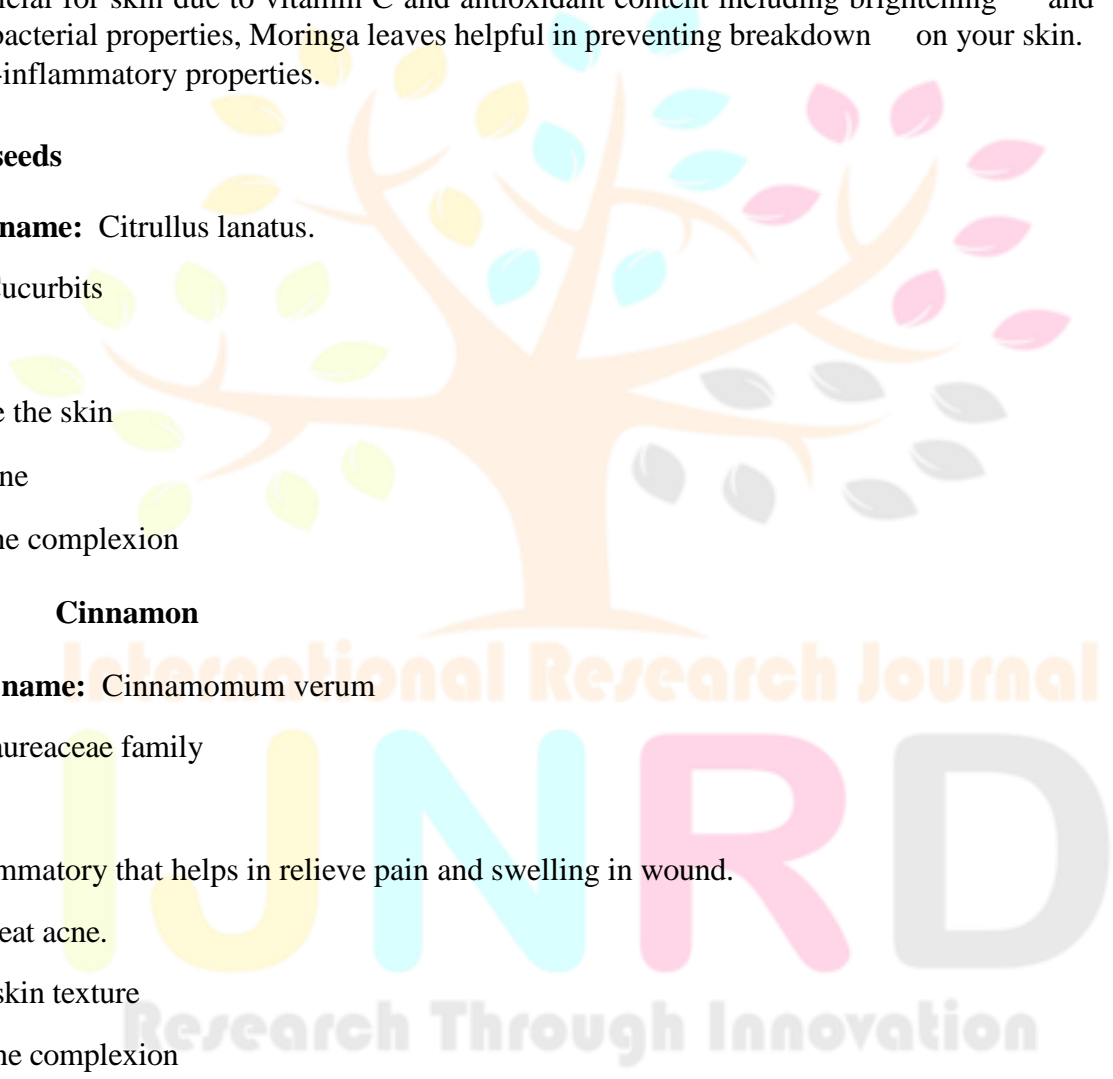 cial for skin due to vitamin C and antioxidant content including brightening and
bacterial properties, Moringa leaves helpful in preventing breakdown on your skin.
-inflammatory properties.
seeds
name: Citrullus lanatus.
Cucurbits
e the skin
ne
he complexion
Cinnamon
name: Cinnamomum verum
aureaceae family
mmatory that helps in relieve pain and swelling in wound.
eat acne.
skin texture
he complexion
International Research Journal
IJNRD
Research Through Innovation